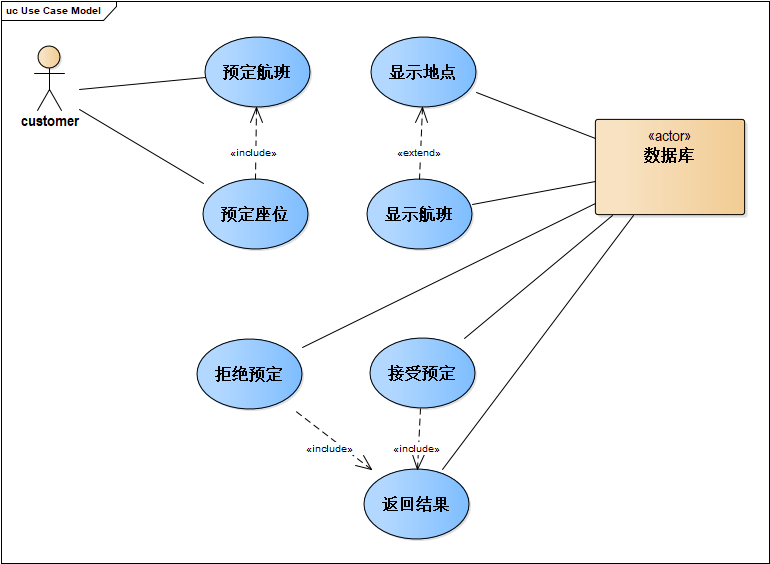 uc Use Case Model
customer
预定航班
显示地点
«include»
«extend»
«actor»
数据库
预定座位
显示航班
拒绝预定
接受预定
«include»
«include»
返回结果